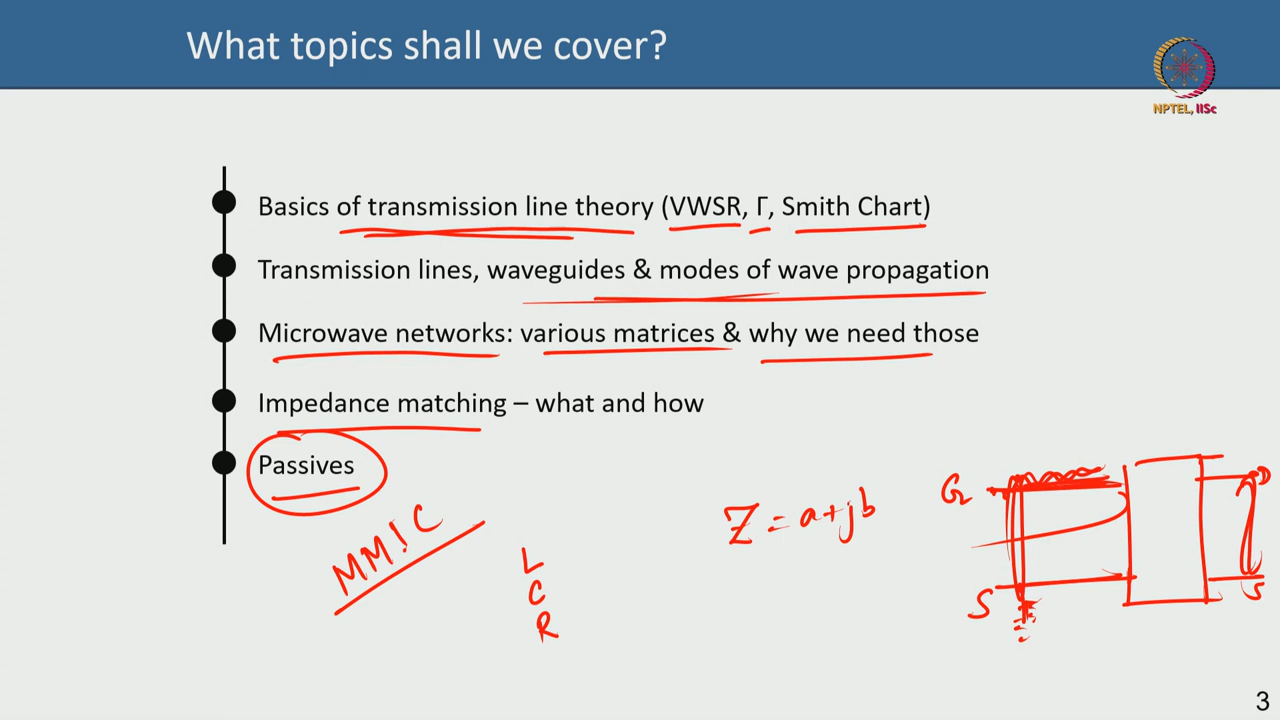 What topics shall we cover?
NPTEL, IISc
Basics of transmission line theory (VWSR, Γ, Smith Chart)
Transmission lines, waveguides & modes of wave propagation
Microwave networks: various matrices & why we need those
Impedance matching – what and how
Passives
MMIC
L
C
R
Z = a+jb
G
D
S
S
3